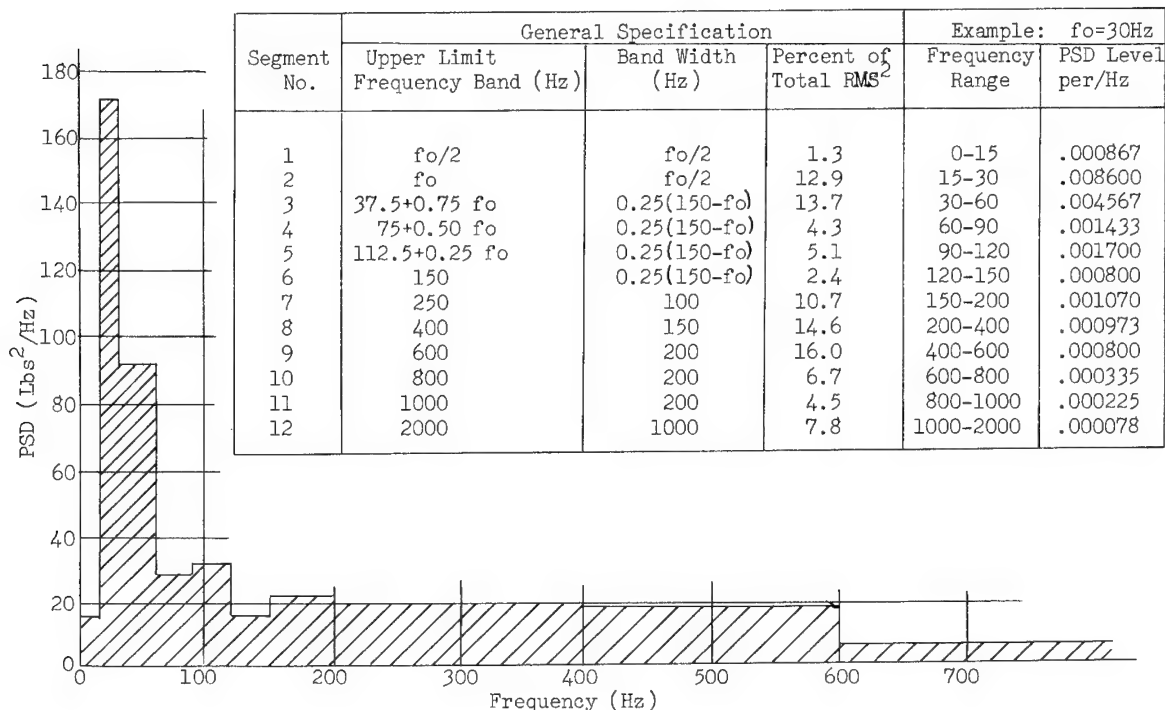 General Specification Example: fo=30Hz
Segment No. Upper Limit Frequency Band (Hz) Band Width (Hz) Percent of Total RMS² Frequency Range PSD Level per/Hz
1 fo/2 fo/2 1.3 0-15 .000867
2 fo fo/2 12.9 15-30 .008600
3 37.5+0.75 fo 0.25(150-fo) 13.7 30-60 .004567
4 75+0.50 fo 0.25(150-fo) 4.3 60-90 .001433
5 112.5+0.25 fo 0.25(150-fo) 5.1 90-120 .001700
6 150 0.25(150-fo) 2.4 120-150 .000800
7 250 100 10.7 150-200 .001070
8 400 150 14.6 200-400 .000973
9 600 200 16.0 400-600 .000800
10 800 200 6.7 600-800 .000335
11 1000 200 4.5 800-1000 .000225
12 2000 1000 7.8 1000-2000 .000078
PSD (Lbs²/Hz)
180
160
140
120
100
80
60
40
20
0
0 100 200 300 400 500 600 700
Frequency (Hz)